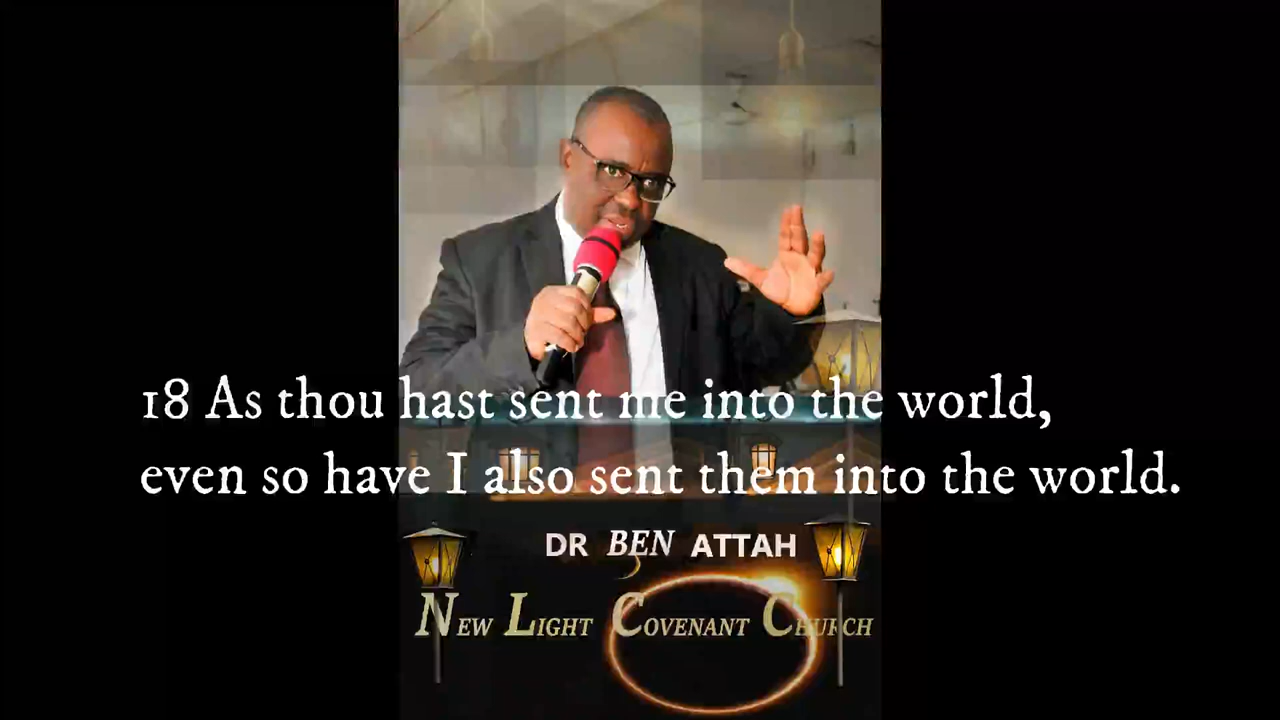 18 As thou hast sent me into the world,
even so have I also sent them into the world.
DR BEN ATTAH
NEW LIGHT COVENANT CHURCH